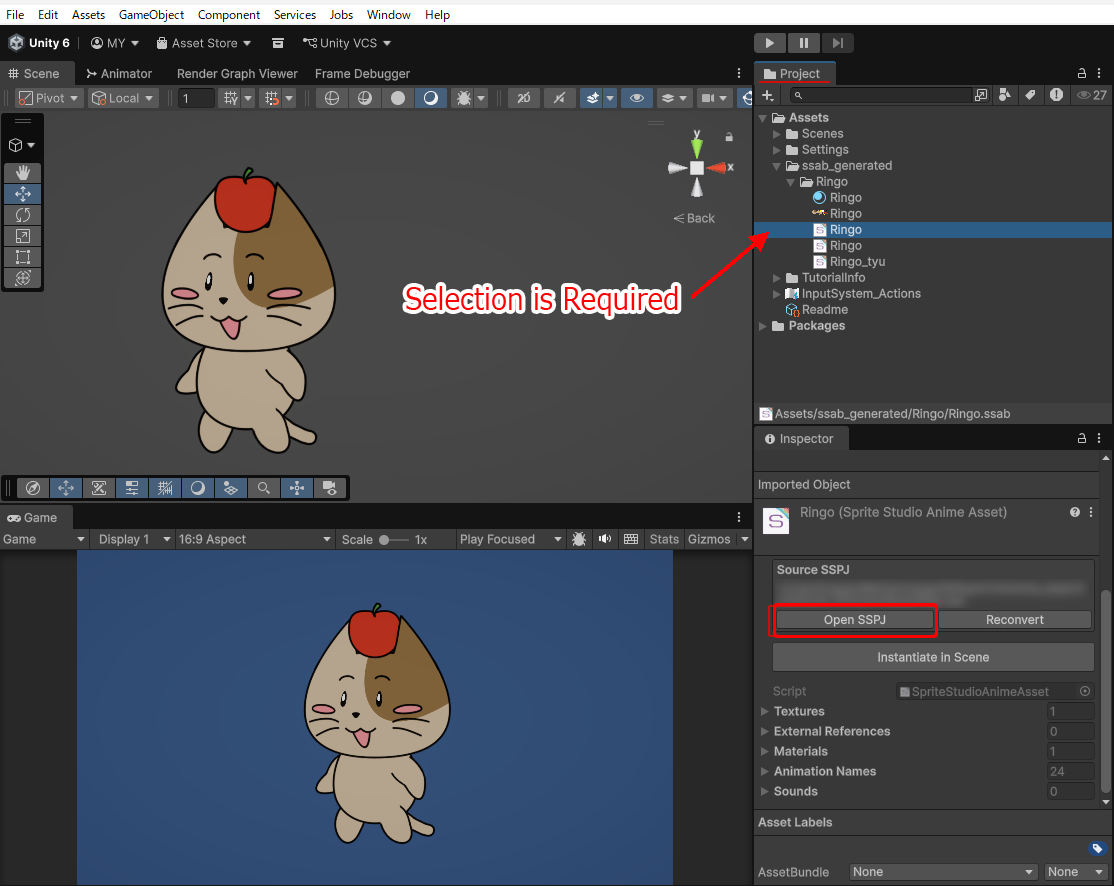 File Edit Assets GameObject Component Services Jobs Window Help
Unity 6 MY Asset Store Unity VCS
Scene Animator Render Graph Viewer Frame Debugger
Pivot Local 1 2D
y
x
Back
Selection is Required
Project
27
Assets
Scenes
Settings
ssab_generated
Ringo
Ringo
Ringo
Ringo
Ringo
Ringo_tyu
TutorialInfo
InputSystem_Actions
Readme
Packages
Assets/ssab_generated/Ringo/Ringo.ssab
Inspector
Imported Object
Ringo (Sprite Studio Anime Asset)
Source SSPJ
Open SSPJ Reconvert
Instantiate in Scene
Script SpriteStudioAnimeAsset
Textures 1
External References 0
Materials 1
Animation Names 24
Sounds 0
Asset Labels
AssetBundle None None
Game
Game Display 1 16:9 Aspect Scale 1x Play Focused Stats Gizmos